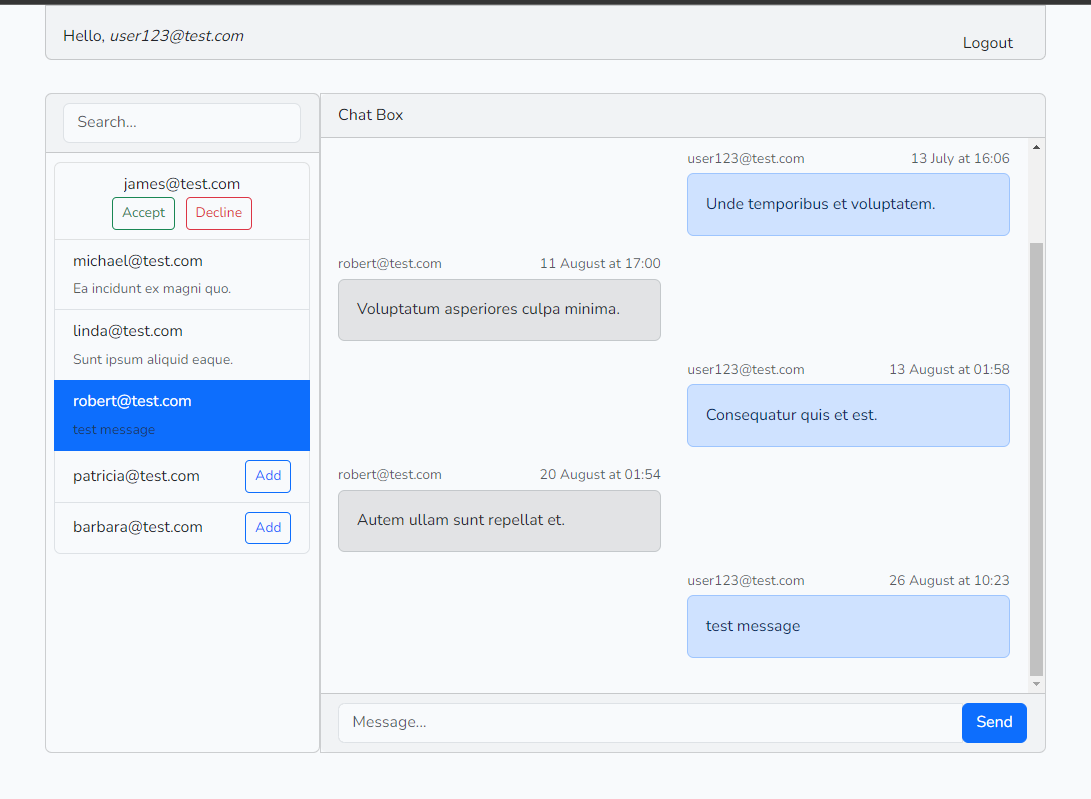 Hello, user123@test.com
Logout
Search...
james@test.com
Accept Decline
michael@test.com
Ea incidunt ex magni quo.
linda@test.com
Sunt ipsum aliquid eaque.
robert@test.com
test message
patricia@test.com Add
barbara@test.com Add
Chat Box
user123@test.com 13 July at 16:06
Unde temporibus et voluptatem.
robert@test.com 11 August at 17:00
Voluptatum asperiores culpa minima.
user123@test.com 13 August at 01:58
Consequatur quis et est.
robert@test.com 20 August at 01:54
Autem ullam sunt repellat et.
user123@test.com 26 August at 10:23
test message
Message... Send